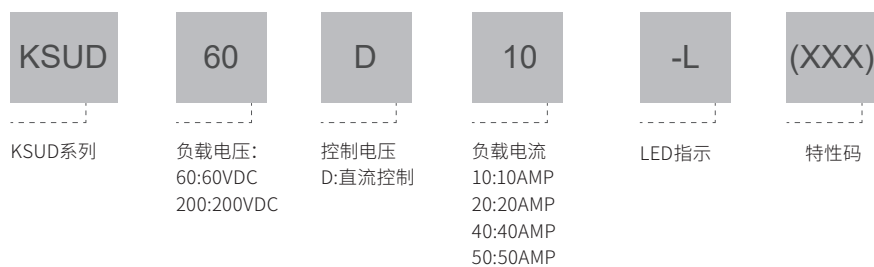 KSUD 60 D 10 -L (XXX)
KSUD系列
负载电压：
60:60VDC
200:200VDC
控制电压
D:直流控制
负载电流
10:10AMP
20:20AMP
40:40AMP
50:50AMP
LED指示
特性码